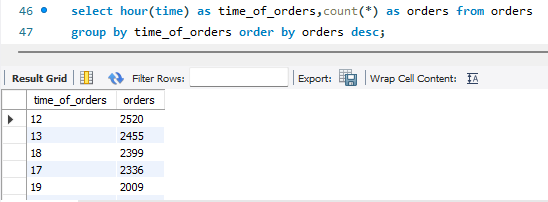 46 select hour(time) as time_of_orders,count(*) as orders from orders
47 group by time_of_orders order by orders desc;
Result Grid Filter Rows: Export: Wrap Cell Content: IA
time_of_orders orders
12 2520
13 2455
18 2399
17 2336
19 2009